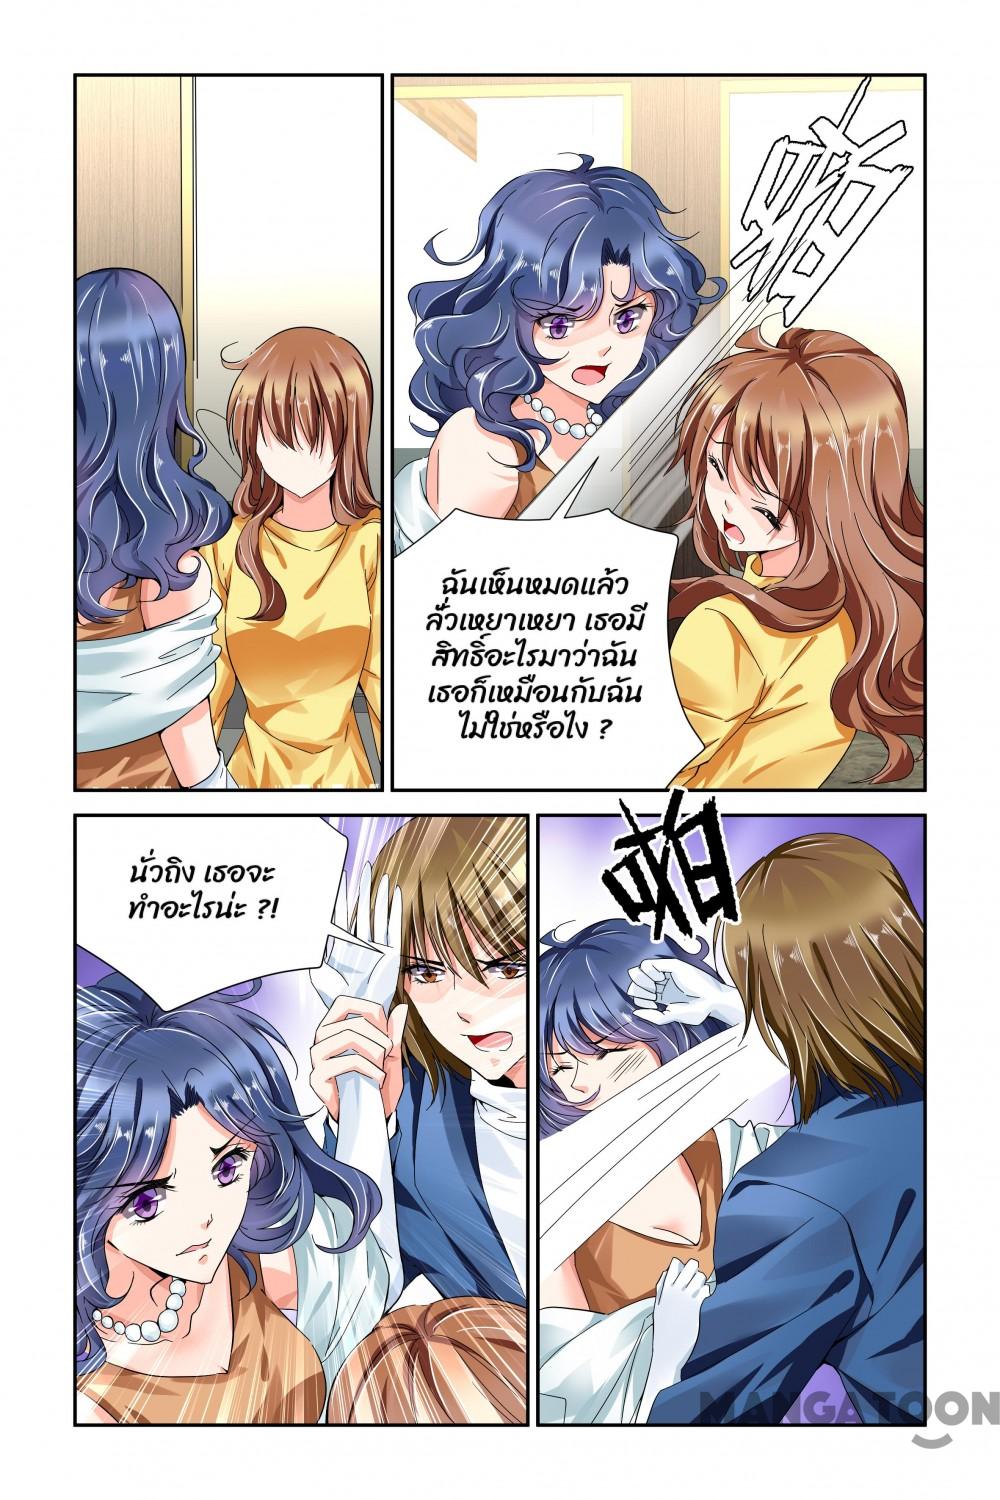 啪
ฉันเห็นหมดแล้ว
ลั่วเหยาเหยา เธอมี
สิทธิ์อะไรมาว่าฉัน
เธอก็เหมือนกับฉัน
ไม่ใช่หรือไง ?
นั่วถิง เธอจะ
ทำอะไรน่ะ ?!
啪
MANGATOON